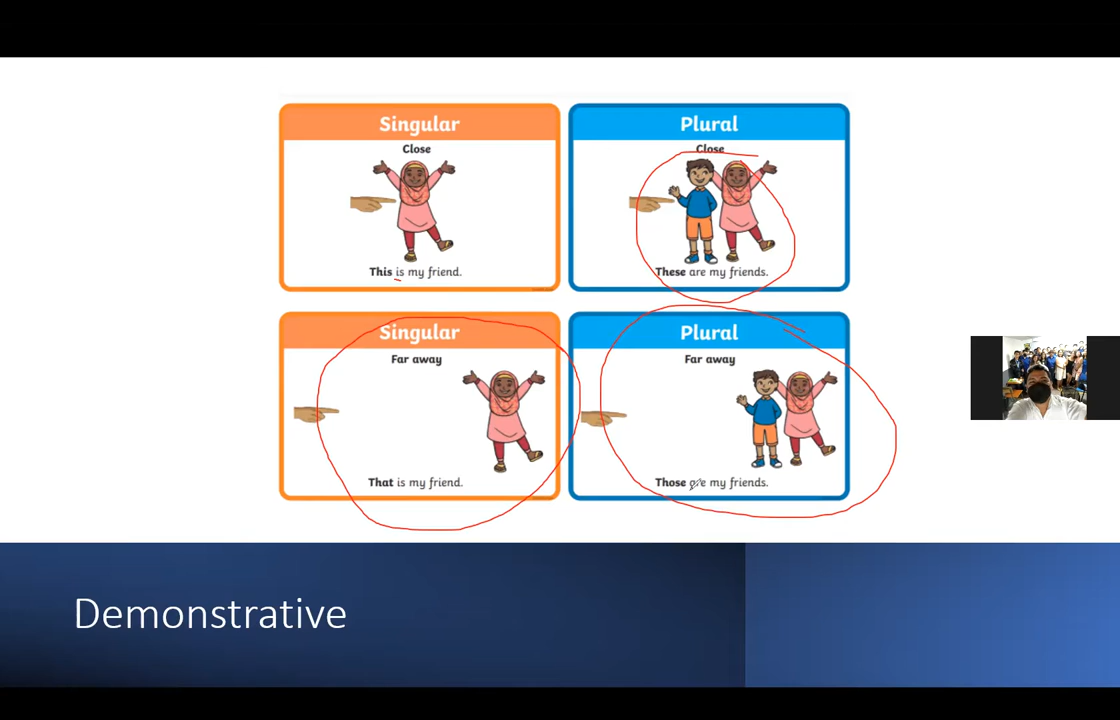 Singular
Close
This is my friend.
Plural
Close
These are my friends.
Singular
Far away
That is my friend.
Plural
Far away
Those are my friends.
Demonstrative